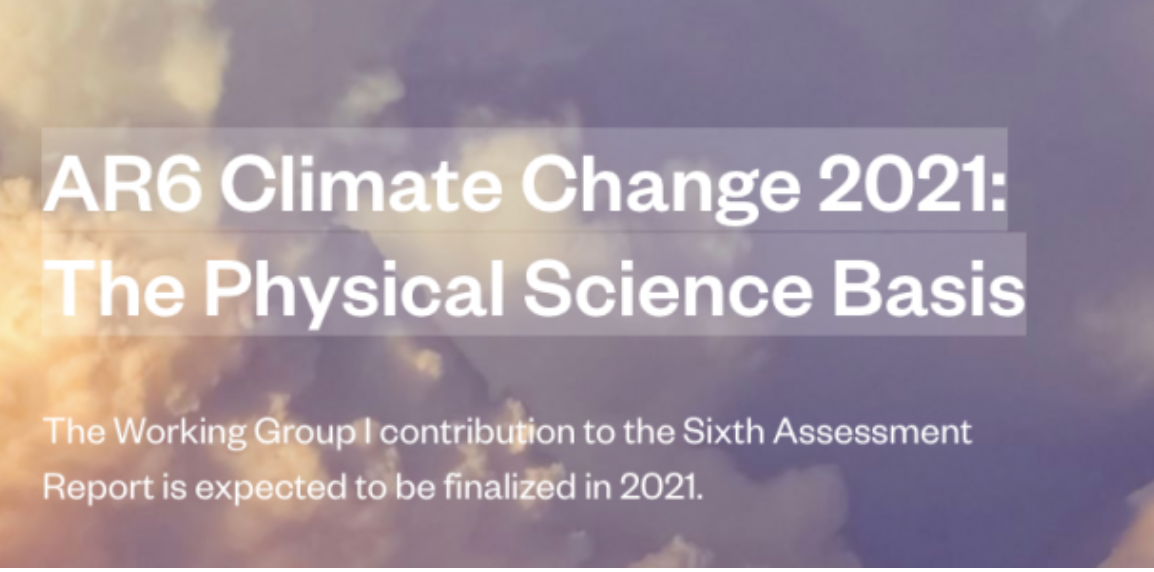 AR6 Climate Change 2021:
The Physical Science Basis
The Working Group I contribution to the Sixth Assessment
Report is expected to be finalized in 2021.